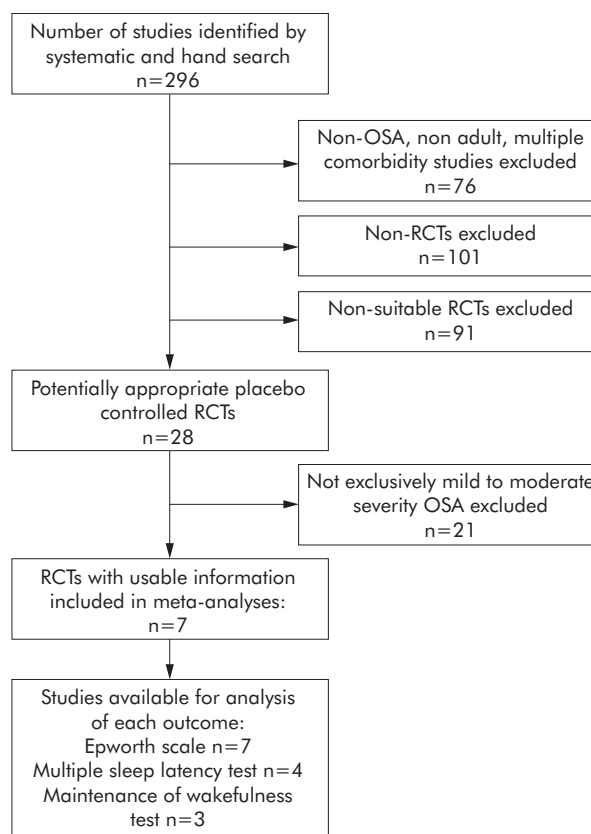 Number of studies identified by
systematic and hand search
n=296
Non-OSA, non adult, multiple
comorbidity studies excluded
n=76
Non-RCTs excluded
n=101
Non-suitable RCTs excluded
n=91
Potentially appropriate placebo
controlled RCTs
n=28
Not exclusively mild to moderate
severity OSA excluded
n=21
RCTs with usable information
included in meta-analyses:
n=7
Studies available for analysis
of each outcome:
Epworth scale n=7
Multiple sleep latency test n=4
Maintenance of wakefulness
test n=3